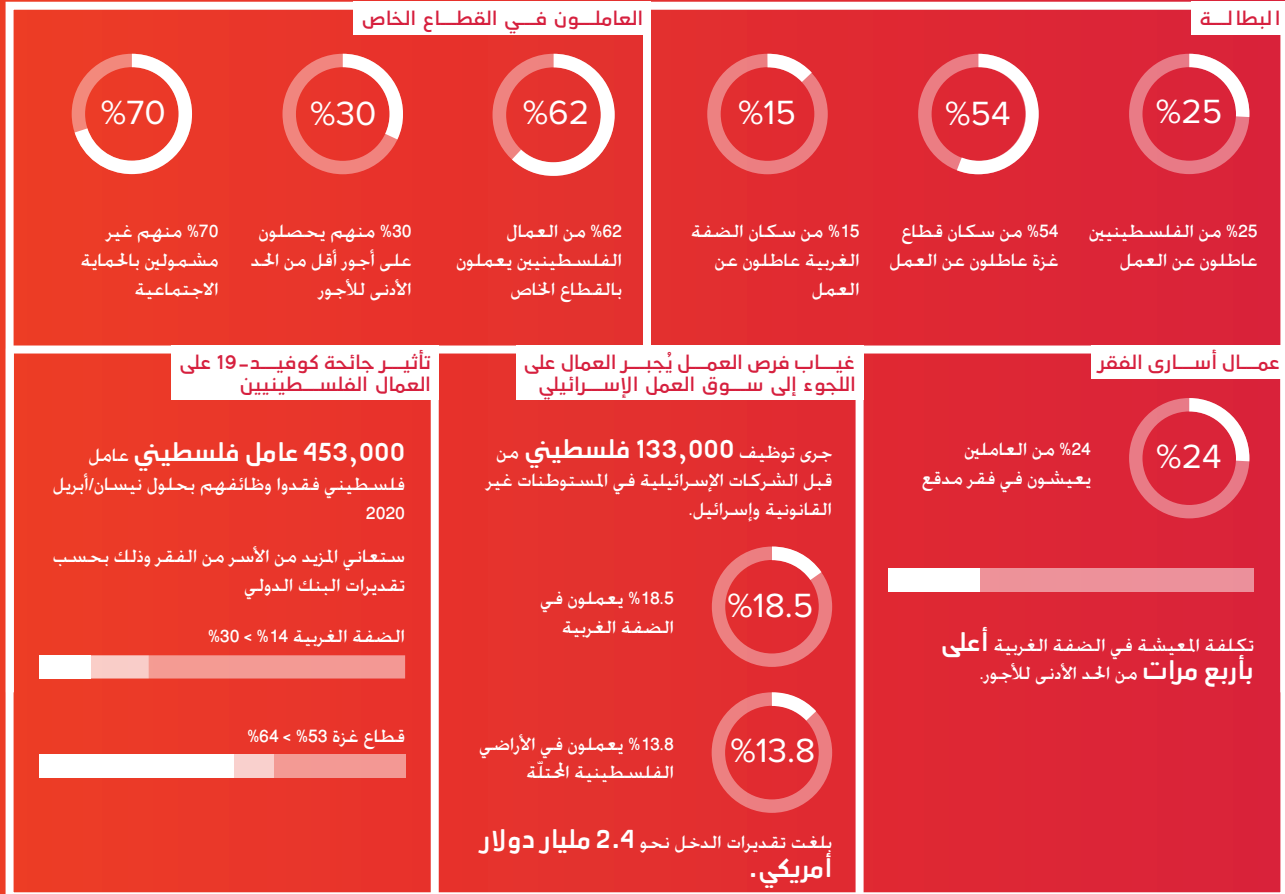 البطالة
%25
%54
%15
%25 من الفلسطينيين
عاطلون عن العمل
%54 من سكان قطاع
غزة عاطلون عن العمل
%15 من سكان الضفة
الغربية عاطلون عن
العمل
العاملون في القطاع الخاص
%62
%30
%70
%62 من العمال
الفلسطينيين يعملون
بالقطاع الخاص
%30 منهم يحصلون
على أجور أقل من الحد
الأدنى للأجور
%70 منهم غير
مشمولين بالحماية
الاجتماعية
عمال أسارى الفقر
%24
%24 من العاملين
يعيشون في فقر مدقع
تكلفة المعيشة في الضفة الغربية أعلى
بأربع مرات من الحد الأدنى للأجور.
غياب فرص العمل يُجبر العمال على
اللجوء إلى سوق العمل الإسرائيلي
جرى توظيف 133,000 فلسطيني من
قبل الشركات الإسرائيلية في المستوطنات غير
القانونية وإسرائيل.
%18.5
%18.5 يعملون في
الضفة الغربية
%13.8
%13.8 يعملون في الأراضي
الفلسطينية المحتلّة
بلغت تقديرات الدخل نحو 2.4 مليار دولار
أمريكي.
تأثير جائحة كوفيد-19 على
العمال الفلسطينيين
453,000 عامل فلسطيني عامل
فلسطيني فقدوا وظائفهم بحلول نيسان/أبريل
2020
ستعاني المزيد من الأسر من الفقر وذلك بحسب
تقديرات البنك الدولي
الضفة الغربية 14% > 30%
قطاع غزة 53% > 64%